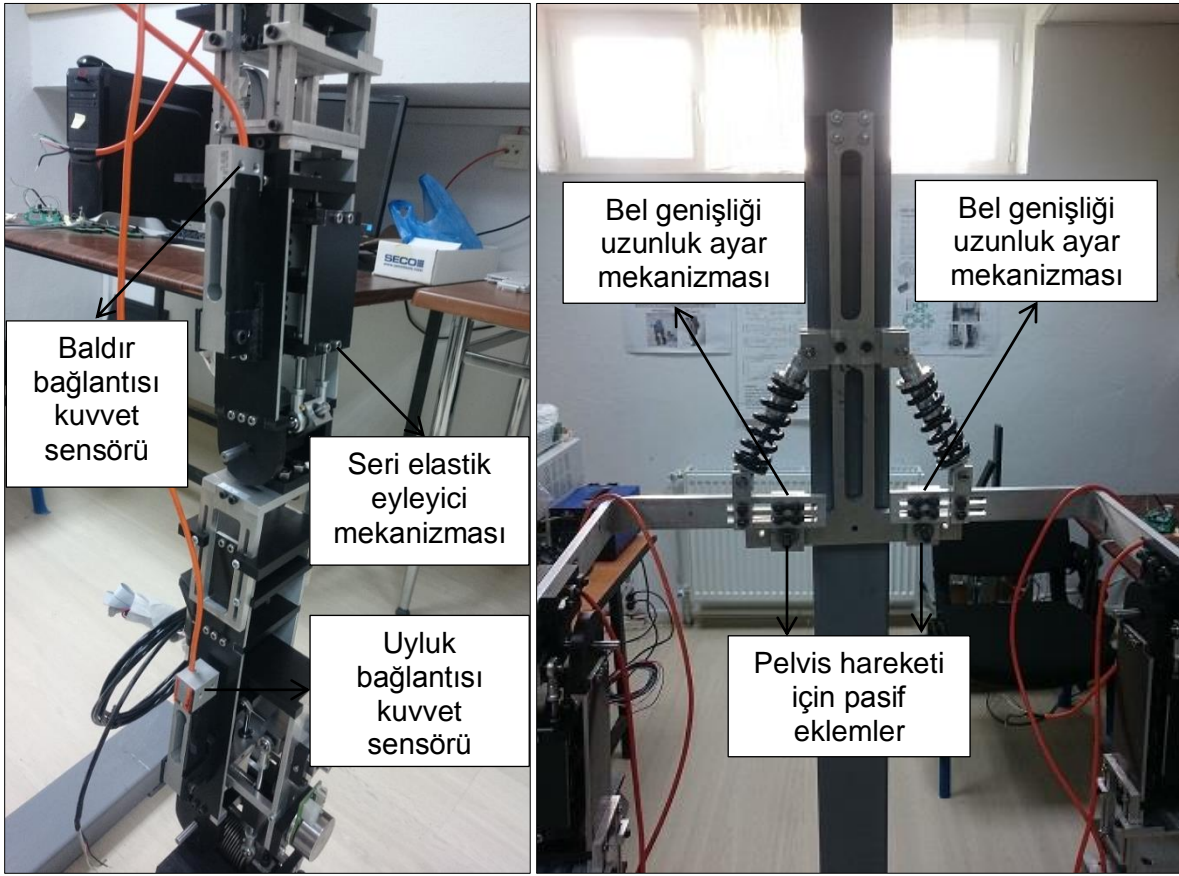 Baldır
bağlantısı
kuvvet
sensörü
Seri elastik
eyleyici
mekanizması
Uyluk
bağlantısı
kuvvet
sensörü
SECO
Bel genişliği
uzunluk ayar
mekanizması
Bel genişliği
uzunluk ayar
mekanizması
Pelvis hareketi
için pasif
eklemler